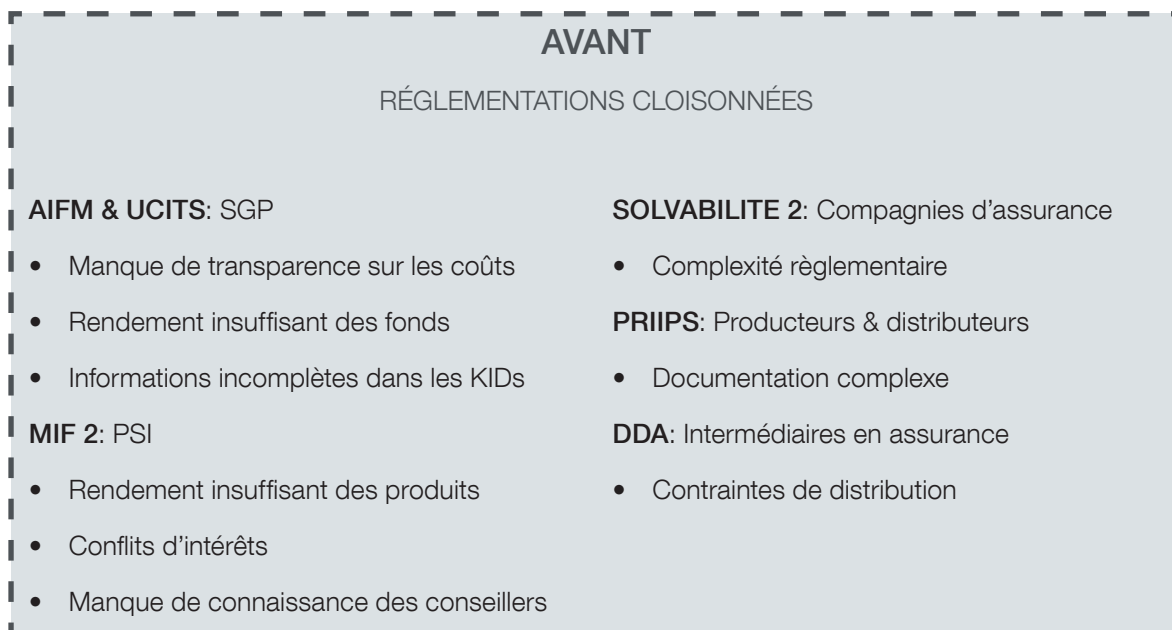 AVANT
RÉGLEMENTATIONS CLOISONNÉES
AIFM & UCITS: SGP
• Manque de transparence sur les coûts
• Rendement insuffisant des fonds
• Informations incomplètes dans les KIDs
MIF 2: PSI
• Rendement insuffisant des produits
• Conflits d'intérêts
• Manque de connaissance des conseillers
SOLVABILITE 2: Compagnies d'assurance
• Complexité règlementaire
PRIIPS: Producteurs & distributeurs
• Documentation complexe
DDA: Intermédiaires en assurance
• Contraintes de distribution